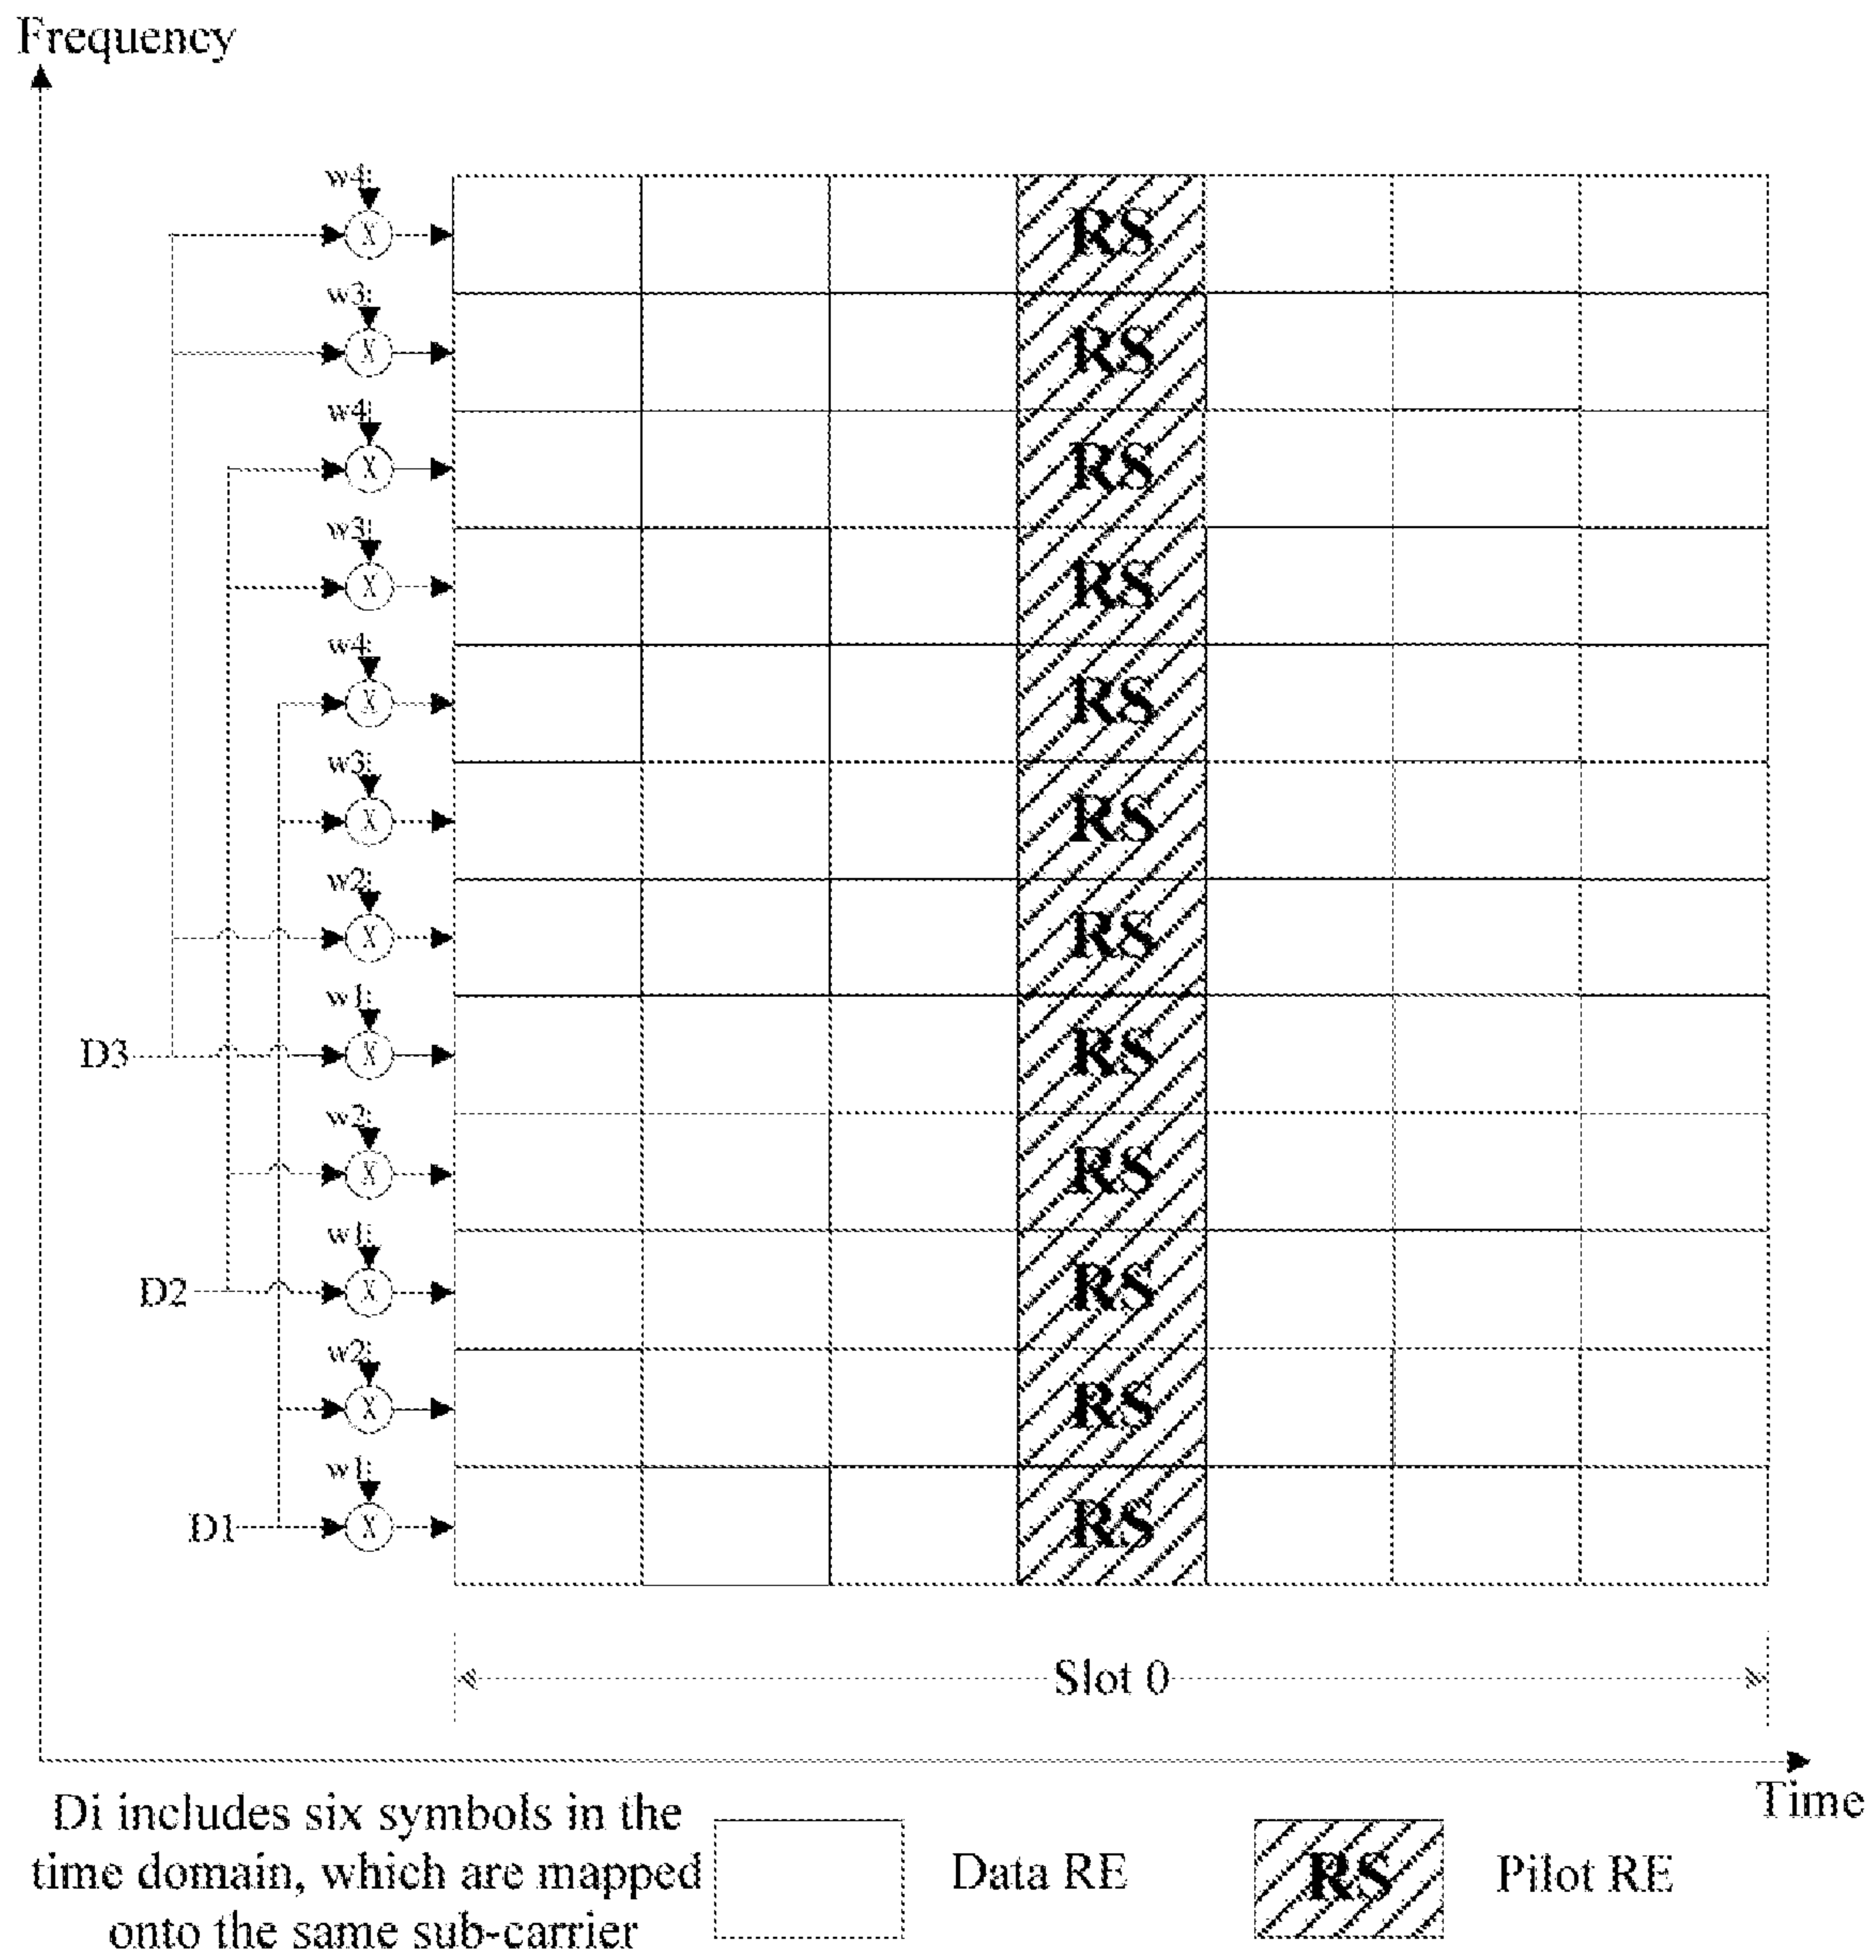 Frequency
w4:
X
RS
w3:
X
RS
w4:
X
RS
w3:
X
RS
w4:
X
RS
w3:
X
RS
w2:
X
RS
w1:
D3
X
RS
w2:
X
RS
w1:
D2
X
RS
w2:
X
RS
w1:
D1
X
RS
Slot 0
Time
Di includes six symbols in the
time domain, which are mapped
onto the same sub-carrier
Data RE
RS
Pilot RE